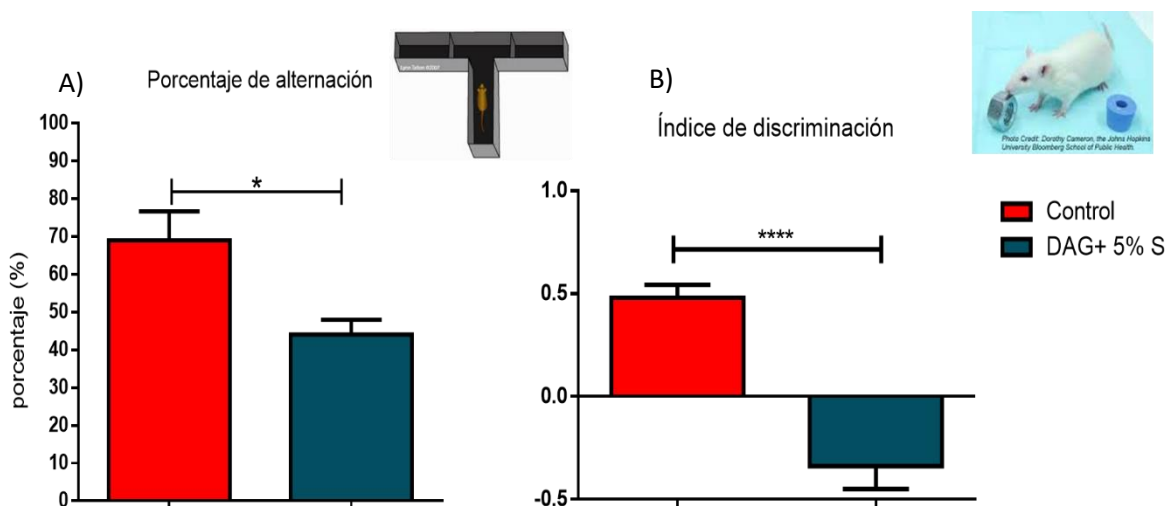 A)
Porcentaje de alternación
B)
Índice de discriminación
Photo Credit: Dorothy Cameron, the Johns Hopkins
University Bloomberg School of Public Health.
porcentaje (%)
100
90
80
70
60
50
40
30
20
10
0
*
1.0
0.5
0.0
-0.5
****
Control
DAG+ 5% S